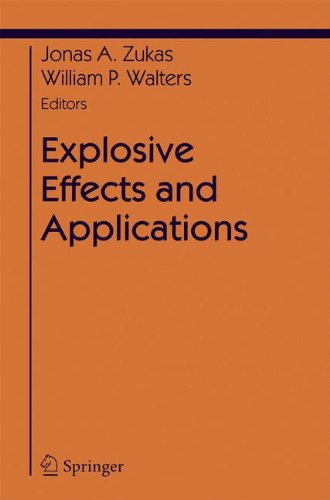 Jonas A. Zukas
William P. Walters
Editors
Explosive
Effects and
Applications
Springer